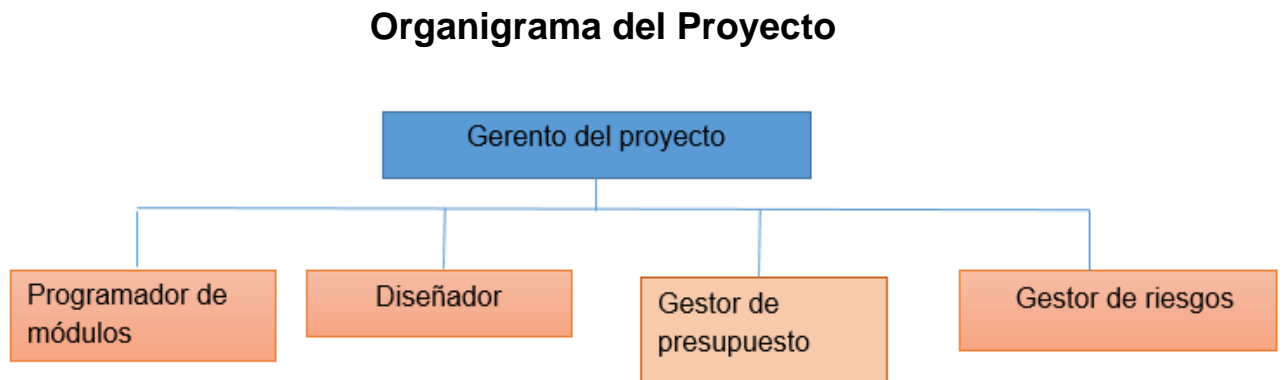 Organigrama del Proyecto
Gerento del proyecto
Programador de
módulos
Diseñador
Gestor de
presupuesto
Gestor de riesgos